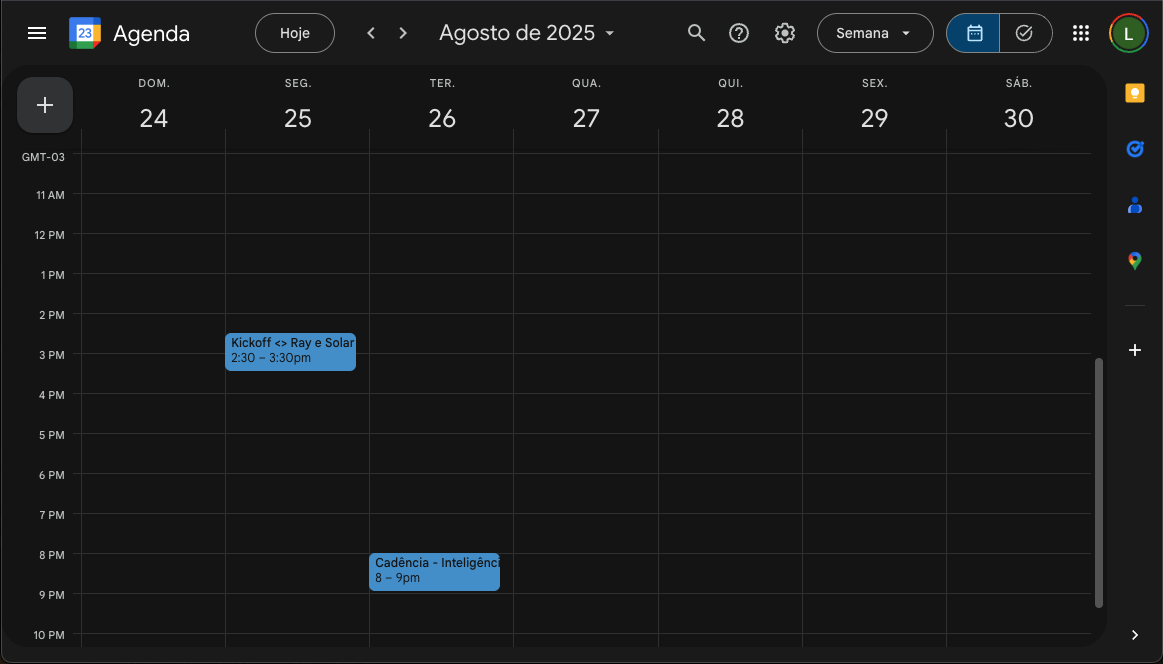 23
Agenda
Hoje
Agosto de 2025
Semana
L
DOM.
SEG.
TER.
QUA.
QUI.
SEX.
SÁB.
24
25
26
27
28
29
30
GMT-03
11 AM
12 PM
1 PM
2 PM
Kickoff <> Ray e Solar
2:30 – 3:30pm
3 PM
4 PM
5 PM
6 PM
7 PM
8 PM
Cadência - Inteligênci
8 – 9pm
9 PM
10 PM